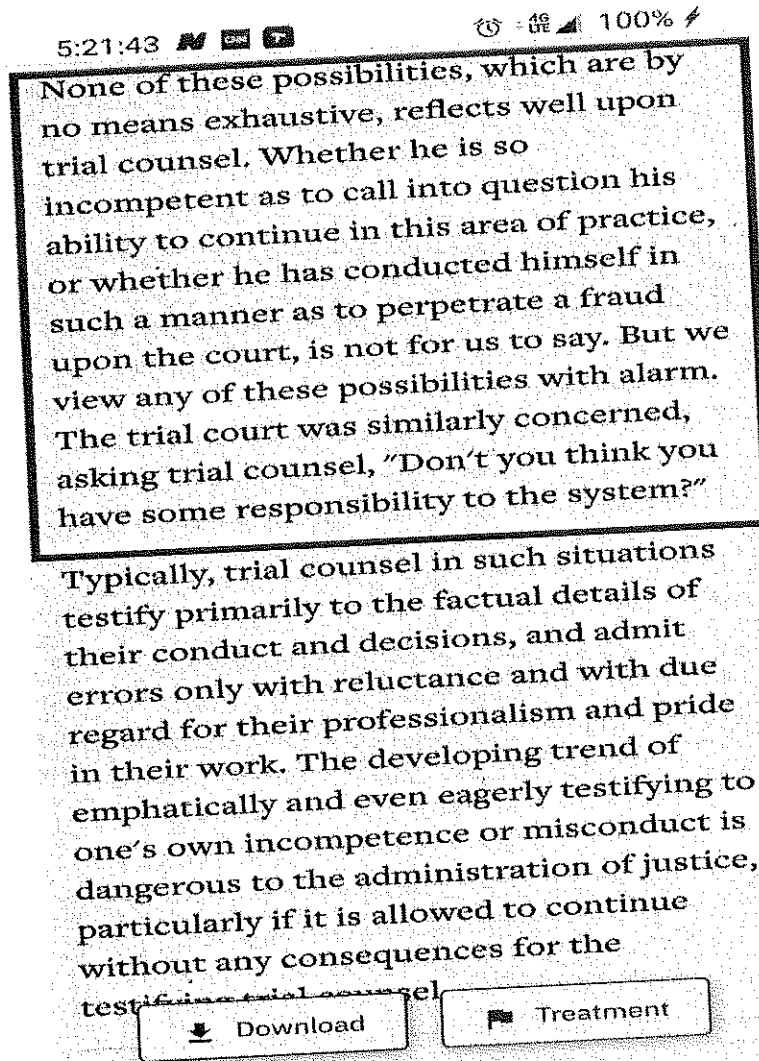 5:21:43 4G LTE 100%
None of these possibilities, which are by
no means exhaustive, reflects well upon
trial counsel. Whether he is so
incompetent as to call into question his
ability to continue in this area of practice,
or whether he has conducted himself in
such a manner as to perpetrate a fraud
upon the court, is not for us to say. But we
view any of these possibilities with alarm.
The trial court was similarly concerned,
asking trial counsel, "Don't you think you
have some responsibility to the system?"
Typically, trial counsel in such situations
testify primarily to the factual details of
their conduct and decisions, and admit
errors only with reluctance and with due
regard for their professionalism and pride
in their work. The developing trend of
emphatically and even eagerly testifying to
one's own incompetence or misconduct is
dangerous to the administration of justice,
particularly if it is allowed to continue
without any consequences for the
testifying trial counsel
Download Treatment